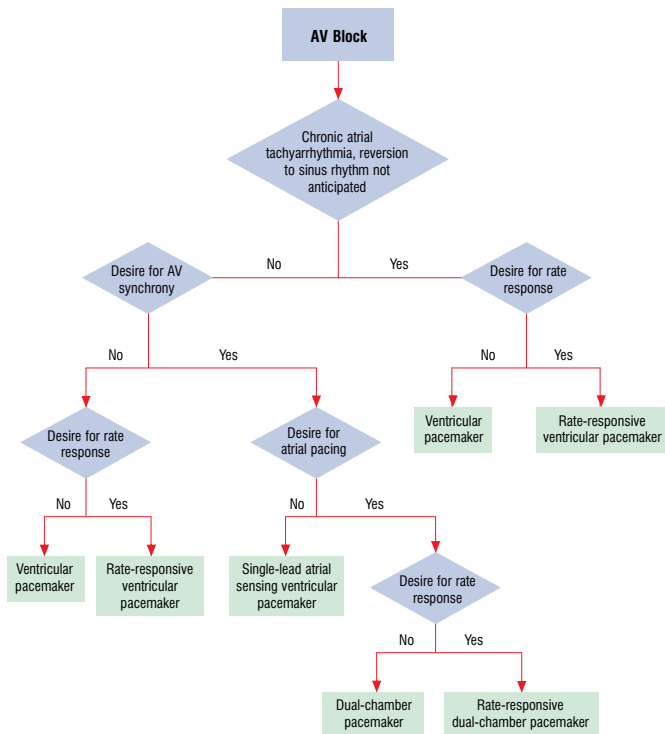 AV Block
Chronic atrial
tachyarrhythmia, reversion
to sinus rhythm not
anticipated
No
Yes
Desire for AV
synchrony
Desire for rate
response
No
Yes
No
Yes
Desire for rate
response
Desire for
atrial pacing
Ventricular
pacemaker
Rate-responsive
ventricular pacemaker
No
Yes
No
Yes
Ventricular
pacemaker
Rate-responsive
ventricular
pacemaker
Single-lead atrial
sensing ventricular
pacemaker
Desire for rate
response
No
Yes
Dual-chamber
pacemaker
Rate-responsive
dual-chamber pacemaker